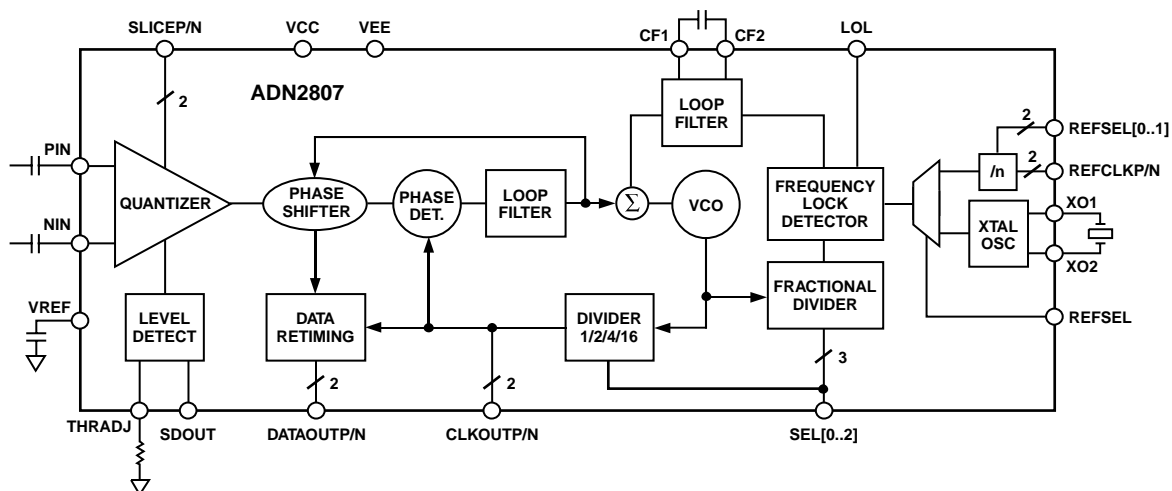 SLICEP/N
VCC
VEE
CF1
CF2
LOL
ADN2807
2
LOOP
FILTER
2
REFSEL[0..1]
PIN
/n
2
REFCLKP/N
QUANTIZER
PHASE
SHIFTER
PHASE
DET.
LOOP
FILTER
Σ
VCO
FREQUENCY
LOCK
DETECTOR
XO1
XTAL
OSC
NIN
XO2
VREF
LEVEL
DETECT
DATA
RETIMING
DIVIDER
1/2/4/16
FRACTIONAL
DIVIDER
REFSEL
2
2
3
THRADJ
SDOUT
DATAOUTP/N
CLKOUTP/N
SEL[0..2]